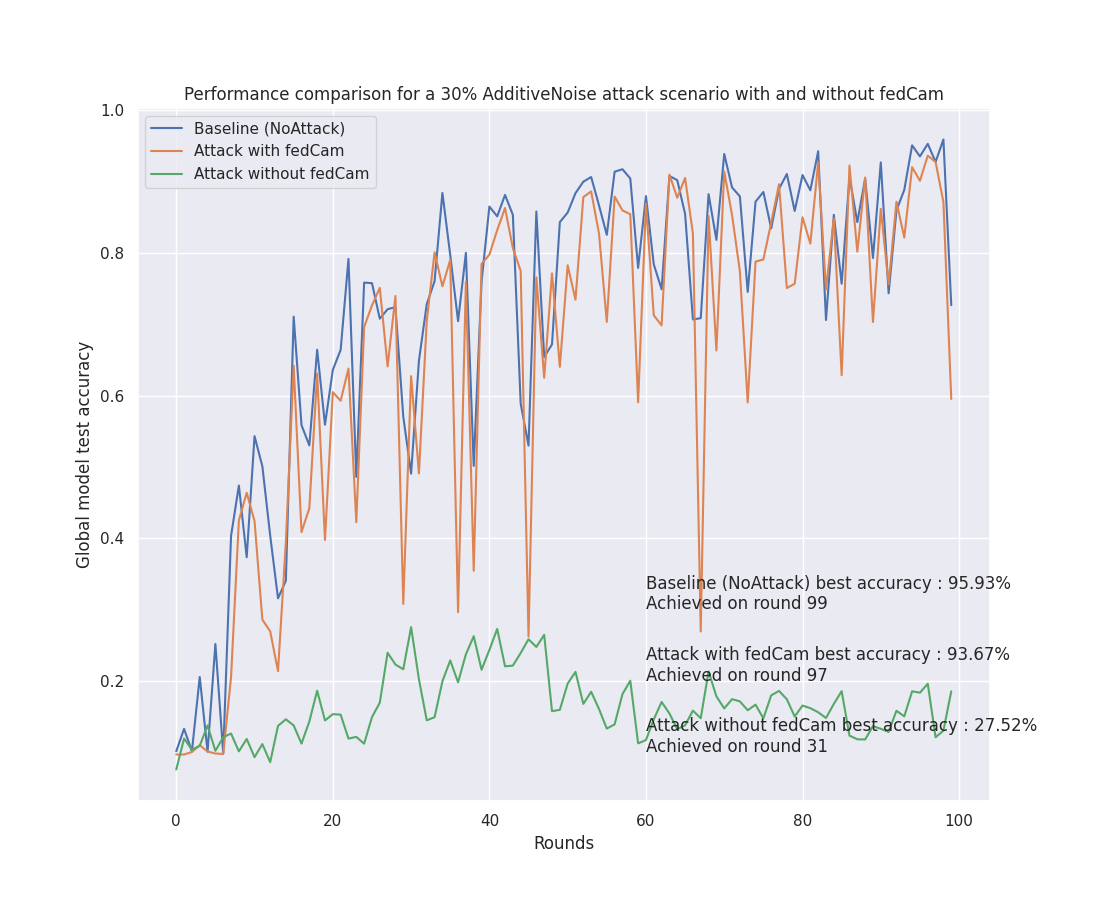 Performance comparison for a 30% AdditiveNoise attack scenario with and without fedCam
Baseline (NoAttack)
Attack with fedCam
Attack without fedCam
1.0
0.8
0.6
0.4
0.2
Global model test accuracy
Baseline (NoAttack) best accuracy : 95.93%
Achieved on round 99
Attack with fedCam best accuracy : 93.67%
Achieved on round 97
Attack without fedCam best accuracy : 27.52%
Achieved on round 31
0
20
40
60
80
100
Rounds